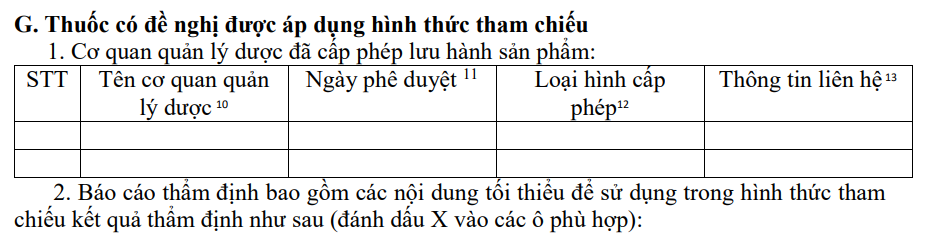 G. Thuốc có đề nghị được áp dụng hình thức tham chiếu
1. Cơ quan quản lý dược đã cấp phép lưu hành sản phẩm:
STT Tên cơ quan quản lý dược 10 Ngày phê duyệt 11 Loại hình cấp phép12 Thông tin liên hệ 13
2. Báo cáo thẩm định bao gồm các nội dung tối thiểu để sử dụng trong hình thức tham
chiếu kết quả thẩm định như sau (đánh dấu X vào các ô phù hợp):